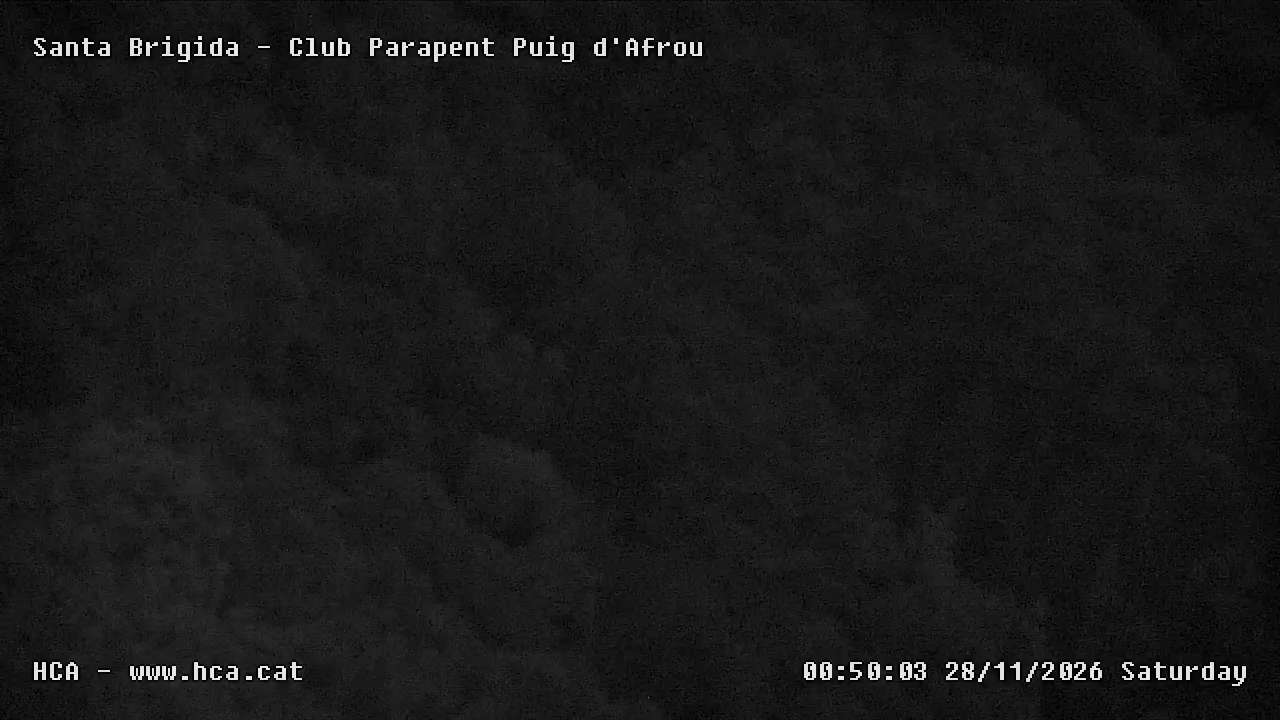 Santa Brigida - Club Parapent Puig d'Afrou
HCA - www.hca.cat
00:50:03 28/11/2026 Saturday